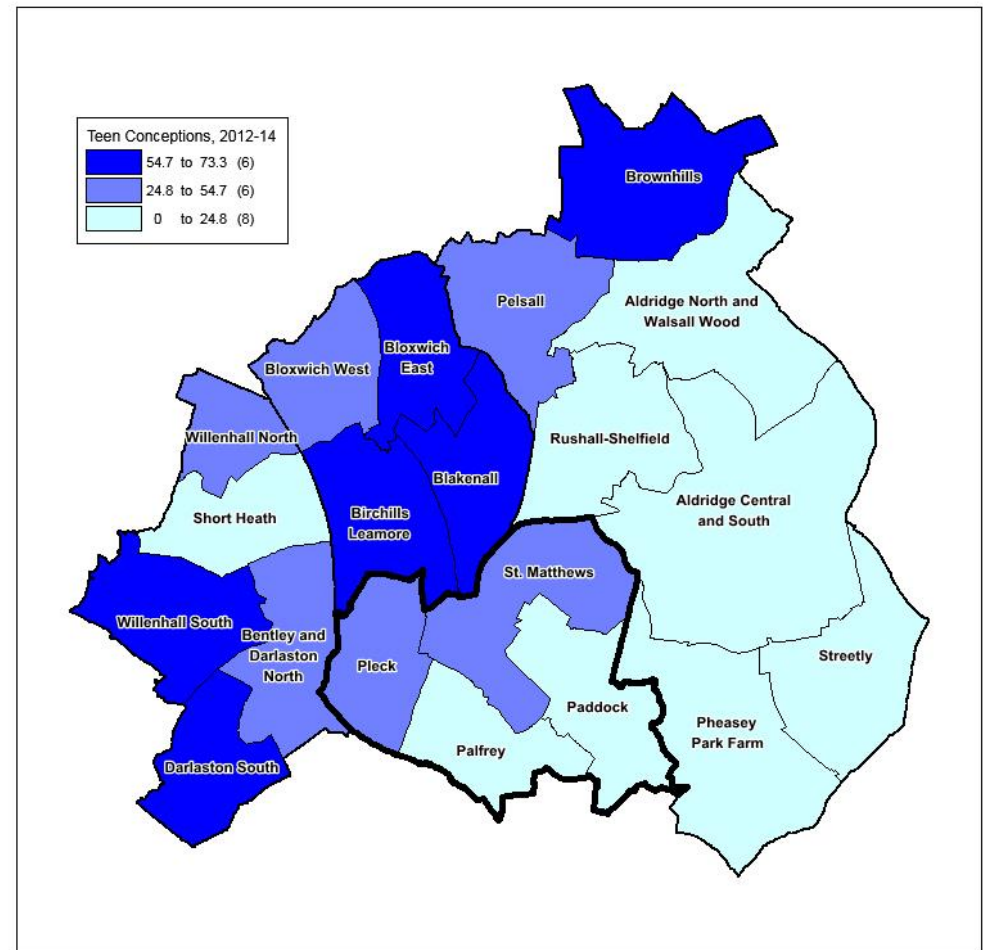 Teen Conceptions, 2012-14
54.7 to 73.3 (6)
24.8 to 54.7 (6)
0 to 24.8 (8)
Brownhills
Pelsall
Aldridge North and
Walsall Wood
Bloxwich
East
Bloxwich West
Willenhall North
Rushall-Shelfield
Blakenall
Short Heath
Birchills
Leamore
Aldridge Central
and South
St. Matthews
Willenhall South
Bentley and
Darlaston
North
Pleck
Streetly
Paddock
Pheasey
Park Farm
Palfrey
Darlaston South